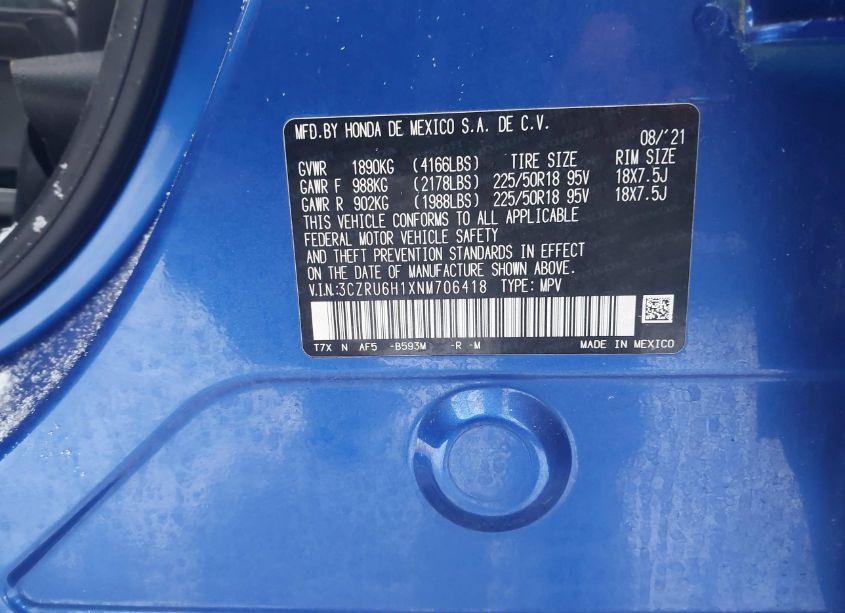 MFD.BY HONDA DE MEXICO S.A. DE C.V.
08/'21
GVWR 1890KG (4166LBS) TIRE SIZE RIM SIZE
GAWR F 988KG (2178LBS) 225/50R18 95V 18X7.5J
GAWR R 902KG (1988LBS) 225/50R18 95V 18X7.5J
THIS VEHICLE CONFORMS TO ALL APPLICABLE
FEDERAL MOTOR VEHICLE SAFETY
AND THEFT PREVENTION STANDARDS IN EFFECT
ON THE DATE OF MANUFACTURE SHOWN ABOVE.
V.I.N:3CZRU6H1XNM706418 TYPE: MPV
T7X N AF5 -B593M -R -M MADE IN MEXICO